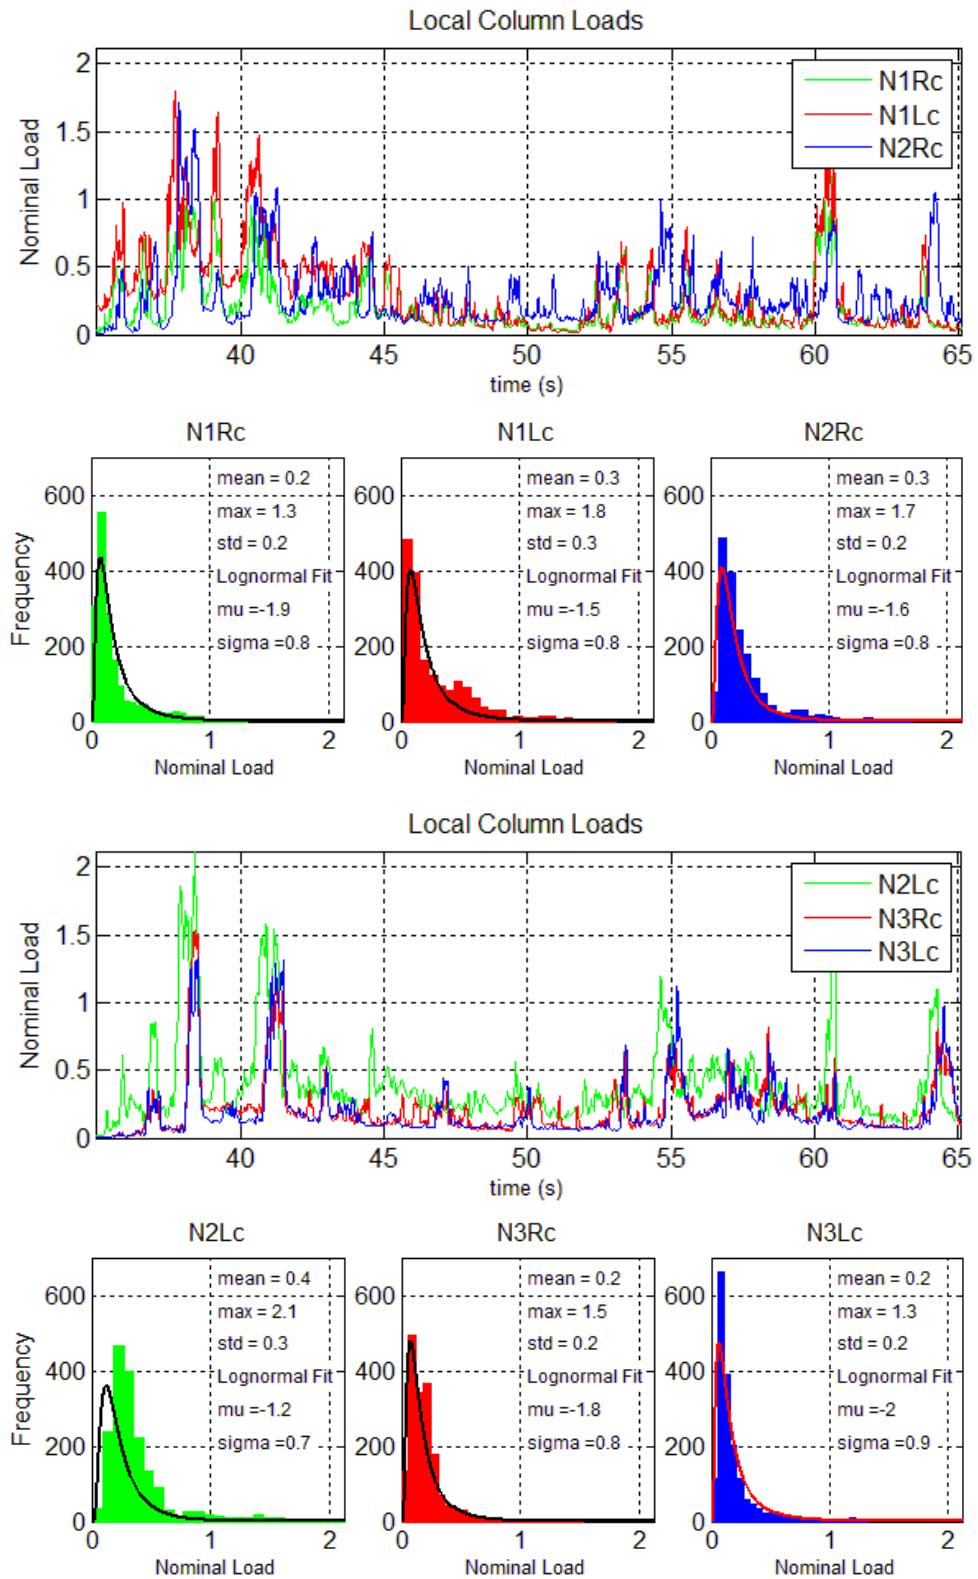 Local Column Loads
2
1.5
1
0.5
0
Nominal Load
N1Rc
N1Lc
N2Rc
40 45 50 55 60 65
time (s)
N1Rc N1Lc N2Rc
Frequency
600
400
200
0
mean = 0.2
max = 1.3
std = 0.2
Lognormal Fit
mu =-1.9
sigma =0.8
0 1 2
Nominal Load
600
400
200
0
mean = 0.3
max = 1.8
std = 0.3
Lognormal Fit
mu =-1.5
sigma =0.8
0 1 2
Nominal Load
600
400
200
0
mean = 0.3
max = 1.7
std = 0.2
Lognormal Fit
mu =-1.6
sigma =0.8
0 1 2
Nominal Load
Local Column Loads
2
1.5
1
0.5
0
Nominal Load
N2Lc
N3Rc
N3Lc
40 45 50 55 60 65
time (s)
N2Lc N3Rc N3Lc
Frequency
600
400
200
0
mean = 0.4
max = 2.1
std = 0.3
Lognormal Fit
mu =-1.2
sigma =0.7
0 1 2
Nominal Load
600
400
200
0
mean = 0.2
max = 1.5
std = 0.2
Lognormal Fit
mu =-1.8
sigma =0.8
0 1 2
Nominal Load
600
400
200
0
mean = 0.2
max = 1.3
std = 0.2
Lognormal Fit
mu =-2
sigma =0.9
0 1 2
Nominal Load